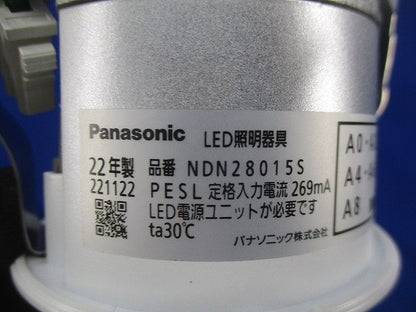 Panasonic LED照明器具
22年製 品番 NDN28015S
221122 PESL 定格入力電流 269mA
LED電源ユニットが必要です
ta30℃
パナソニック株式会社
A0・
A4・
A8